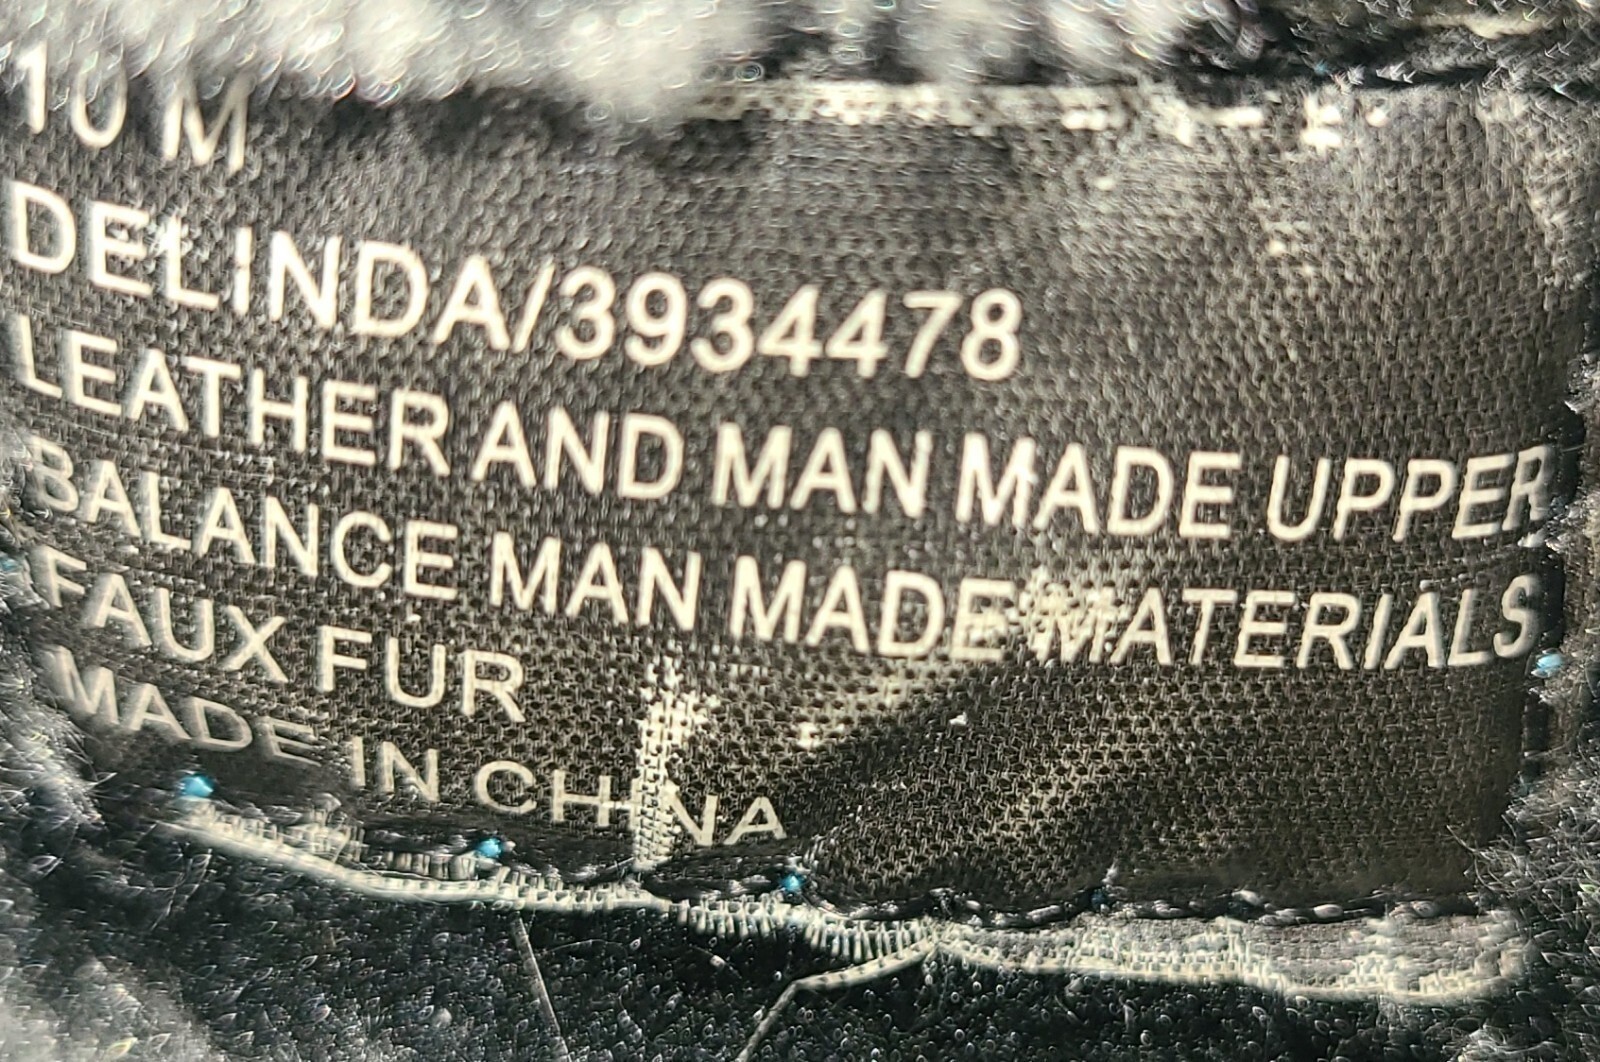 10 M
DELINDA/3934478
LEATHER AND MAN MADE UPPER
BALANCE MAN MADE MATERIALS
FAUX FUR
MADE IN CHINA